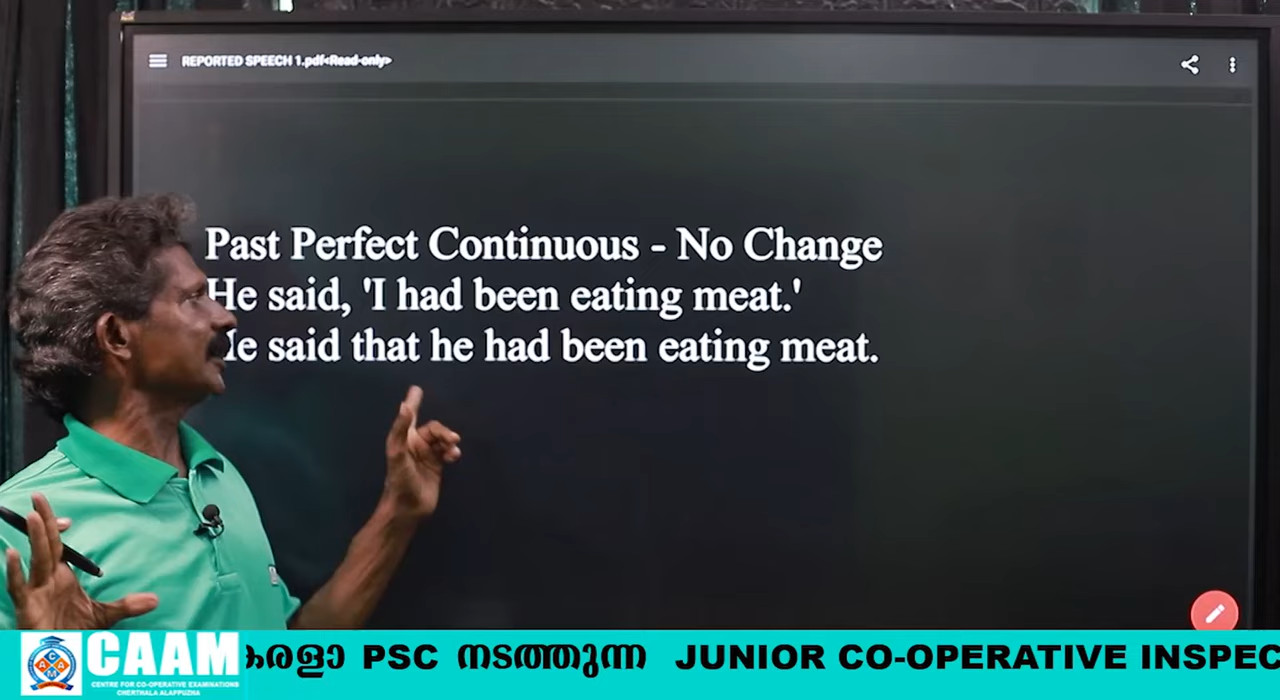 REPORTED SPEECH 1.pdf<Read-only>
Past Perfect Continuous - No Change
He said, 'I had been eating meat.'
He said that he had been eating meat.
CAAM
CENTRE FOR CO-OPERATIVE EXAMINATIONS
CHERTHALA ALAPPUZHA
കരളാ PSC നടത്തുന്ന JUNIOR CO-OPERATIVE INSPEC